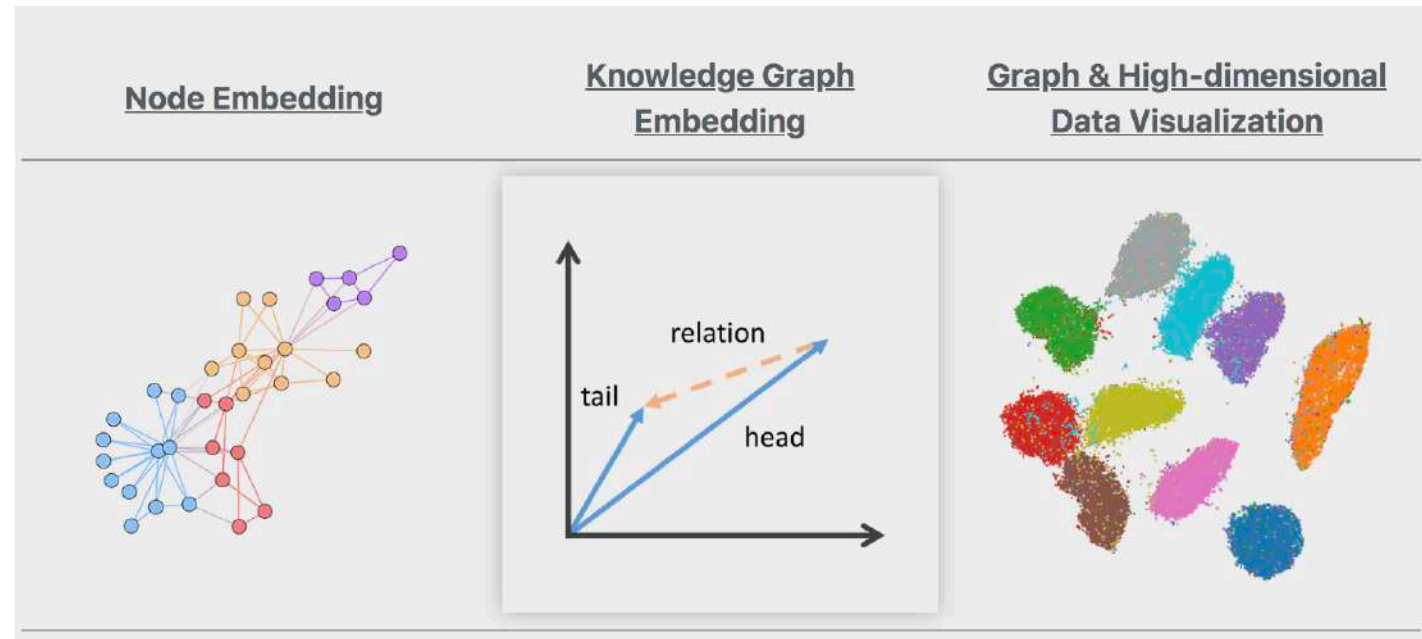 Node Embedding
Knowledge Graph
Embedding
Graph & High-dimensional
Data Visualization
relation
tail
head